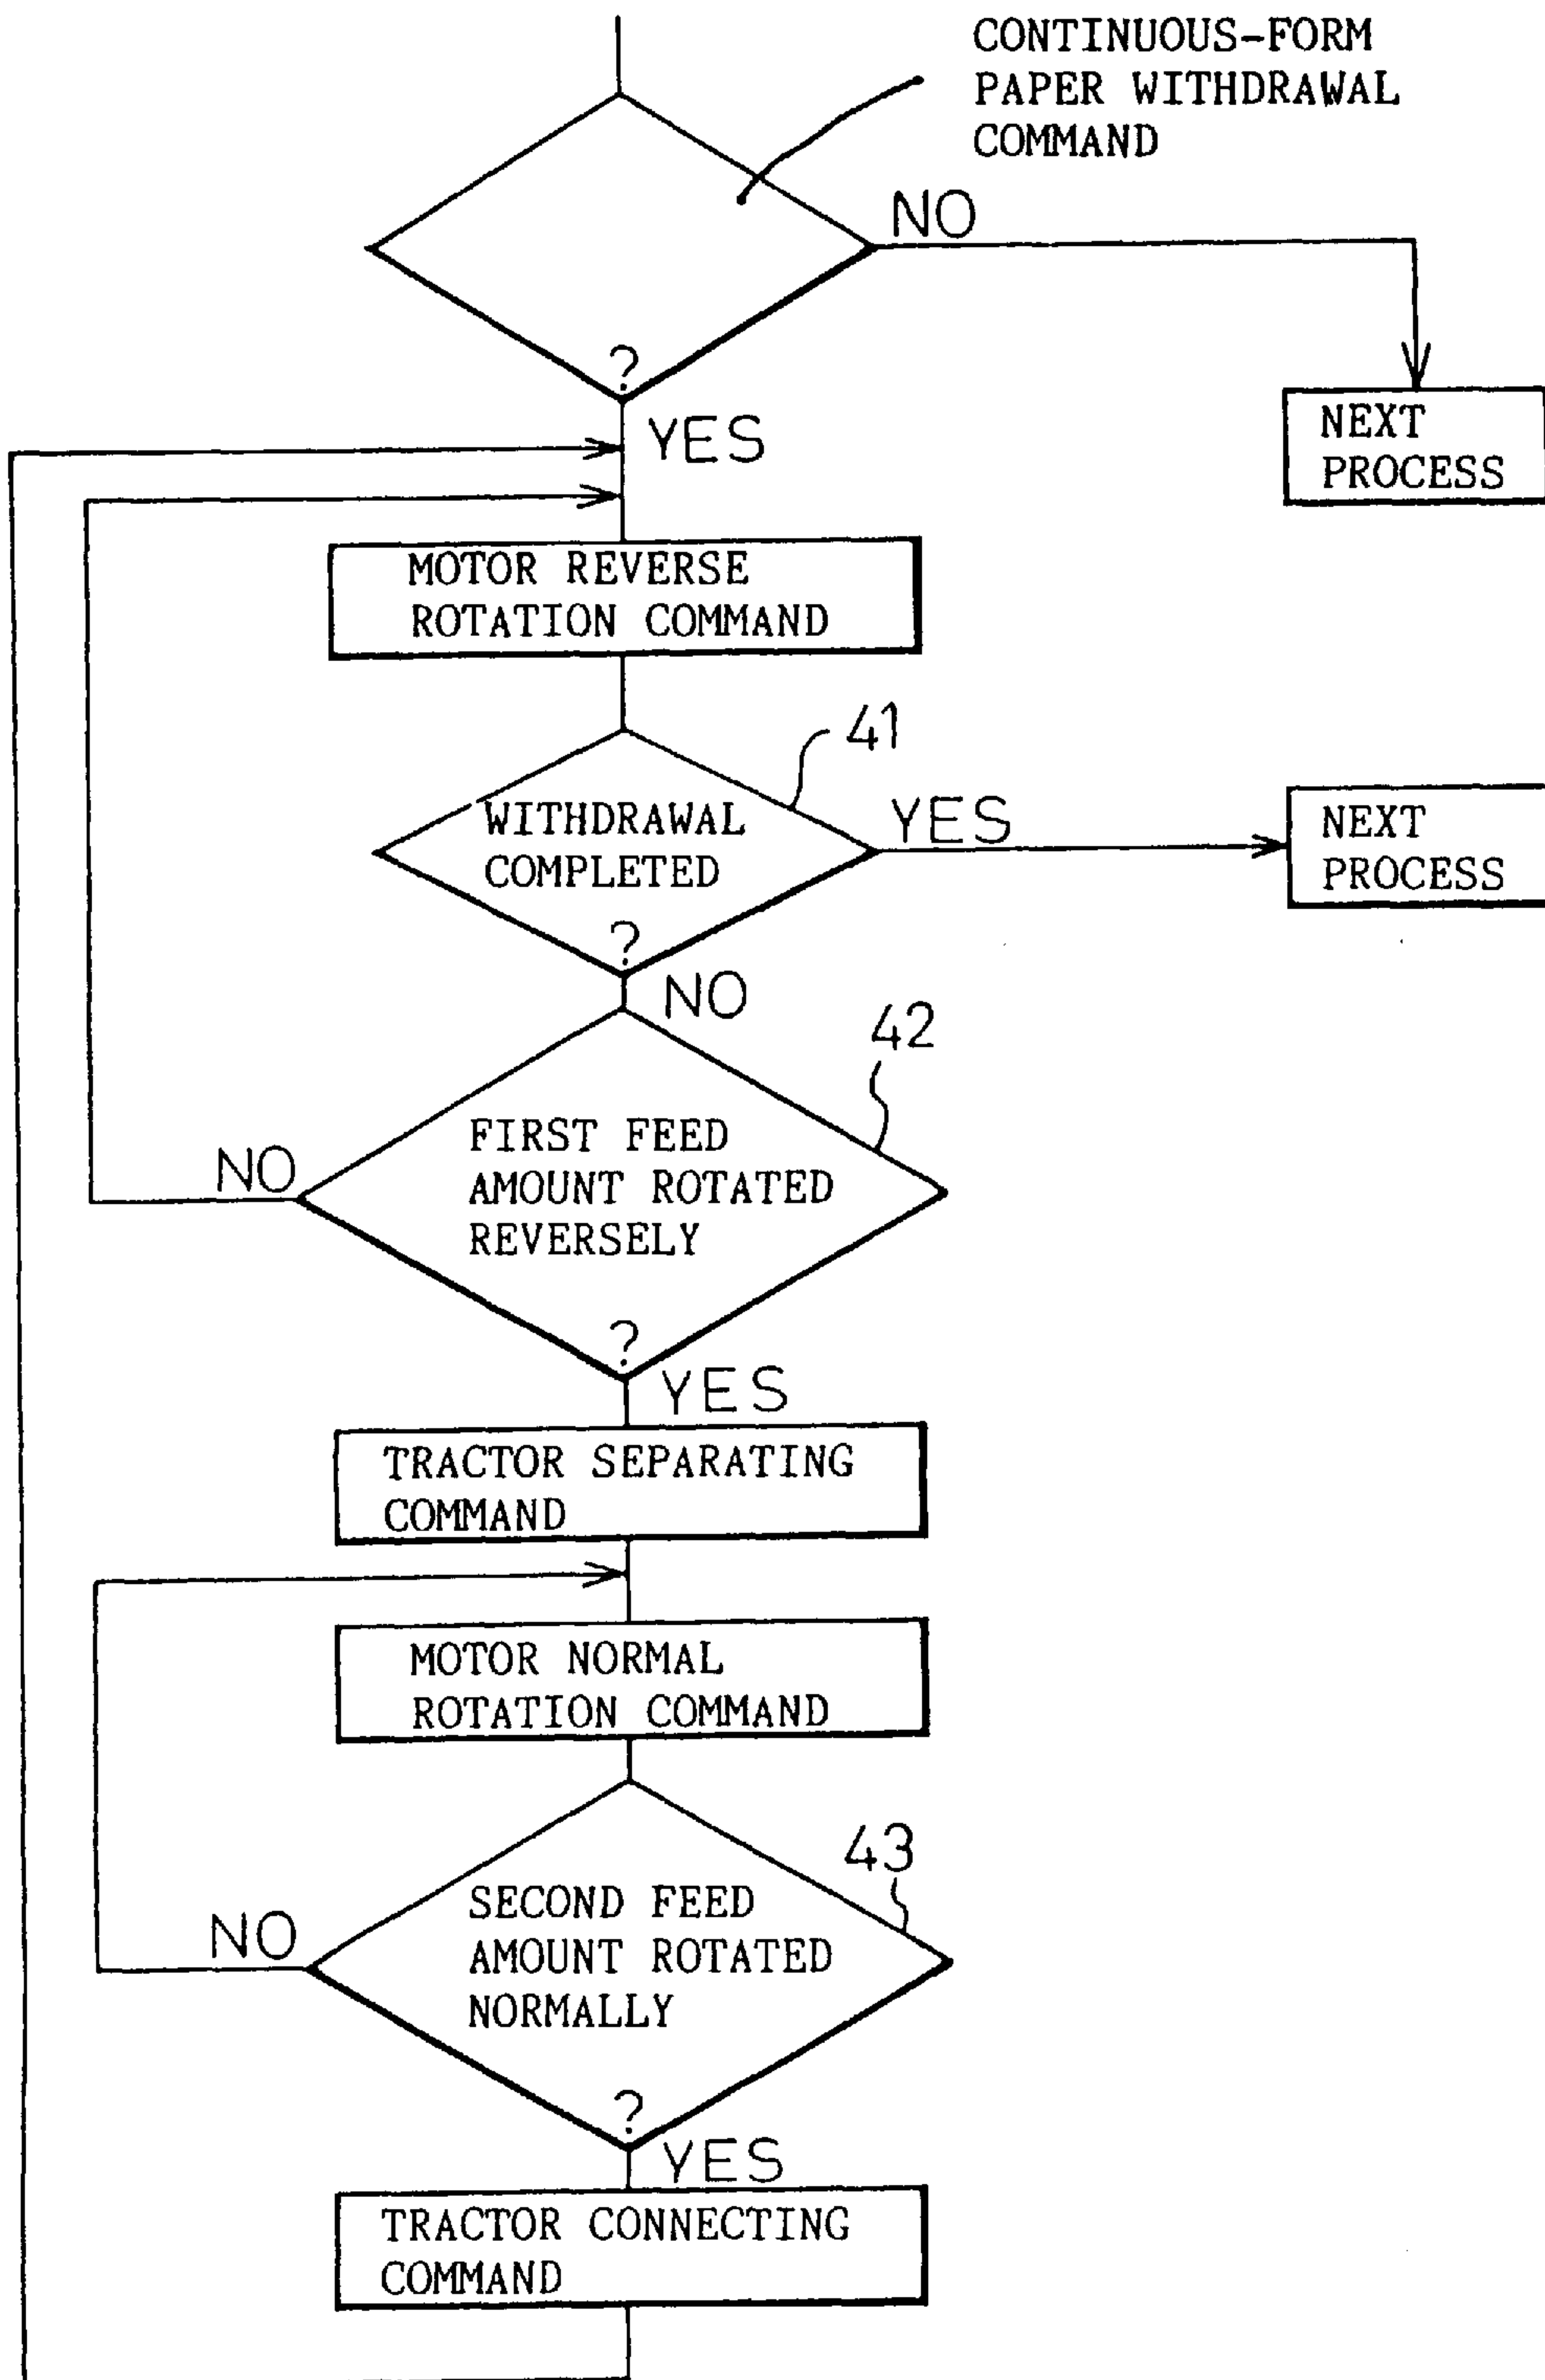 CONTINUOUS-FORM
PAPER WITHDRAWAL
COMMAND
NO
?
YES
NEXT
PROCESS
MOTOR REVERSE
ROTATION COMMAND
41
WITHDRAWAL
COMPLETED
?
YES
NEXT
PROCESS
NO
42
FIRST FEED
AMOUNT ROTATED
REVERSELY
?
NO
YES
TRACTOR SEPARATING
COMMAND
MOTOR NORMAL
ROTATION COMMAND
43
SECOND FEED
AMOUNT ROTATED
NORMALLY
?
NO
YES
TRACTOR CONNECTING
COMMAND